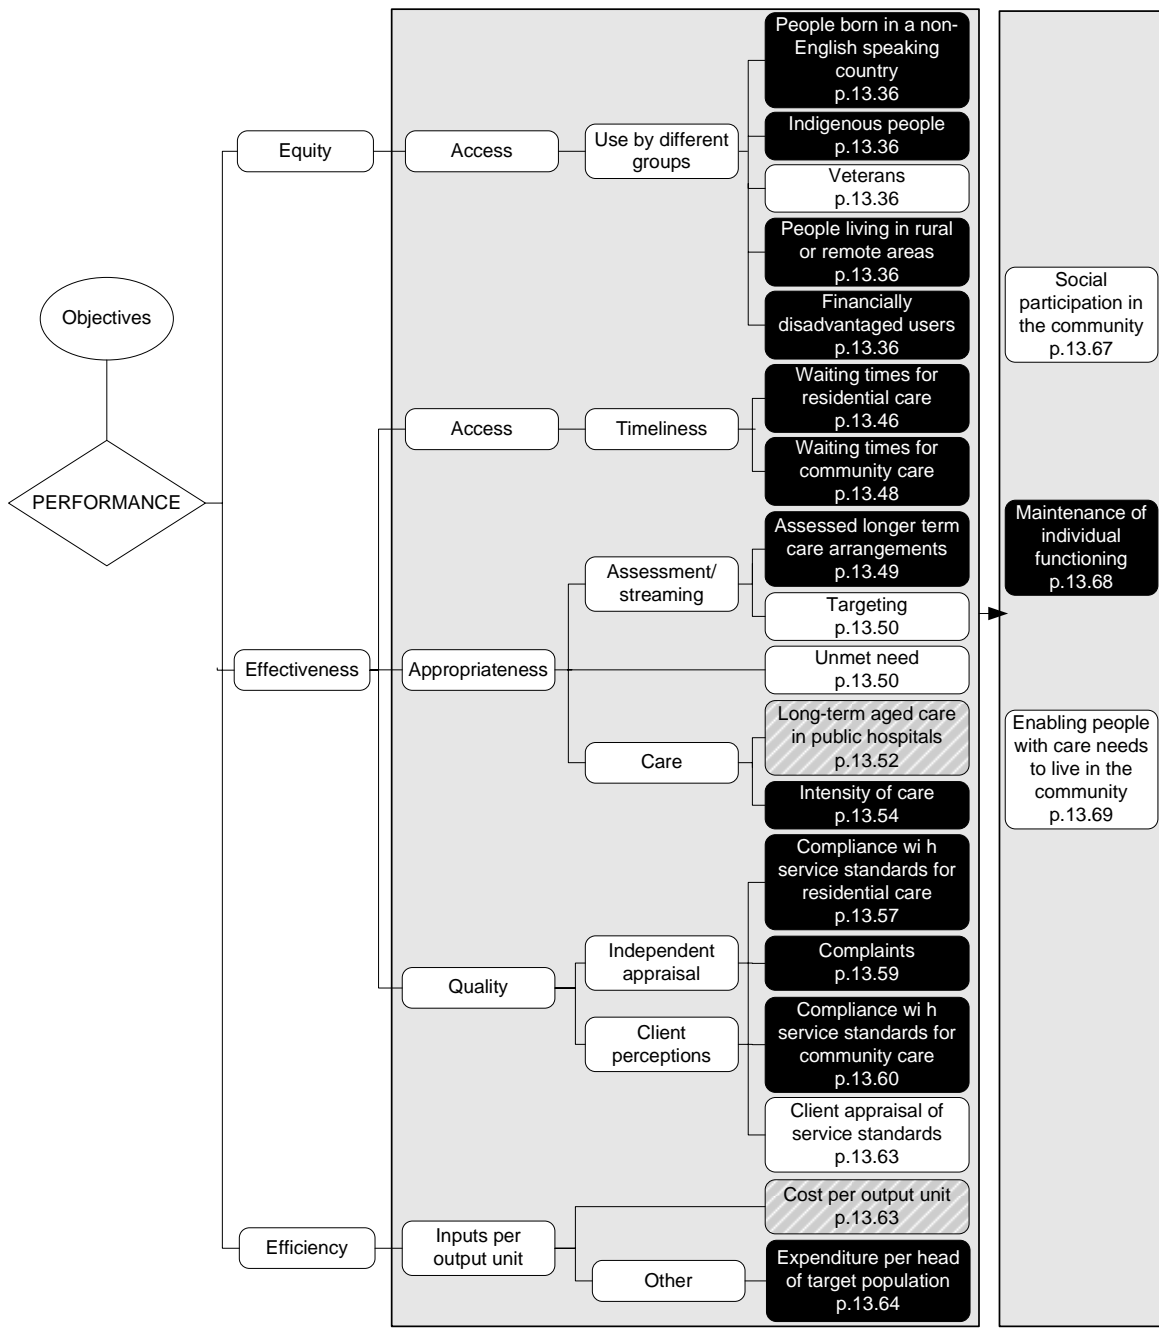 Objectives
PERFORMANCE
Equity
Access
Use by different
groups
People born in a non-
English speaking
country
p.13.36
Indigenous people
p.13.36
Veterans
p.13.36
People living in rural
or remote areas
p.13.36
Financially
disadvantaged users
p.13.36
Effectiveness
Access
Timeliness
Waiting times for
residential care
p.13.46
Waiting times for
community care
p.13.48
Appropriateness
Assessment/
streaming
Assessed longer term
care arrangements
p.13.49
Targeting
p.13.50
Unmet need
p.13.50
Care
Long-term aged care
in public hospitals
p.13.52
Intensity of care
p.13.54
Quality
Independent
appraisal
Client
perceptions
Compliance wi h
service standards for
residential care
p.13.57
Complaints
p.13.59
Compliance wi h
service standards for
community care
p.13.60
Client appraisal of
service standards
p.13.63
Efficiency
Inputs per
output unit
Cost per output unit
p.13.63
Other
Expenditure per head
of target population
p.13.64
Social
participation in
the community
p.13.67
Maintenance of
individual
functioning
p.13.68
Enabling people
with care needs
to live in the
community
p.13.69